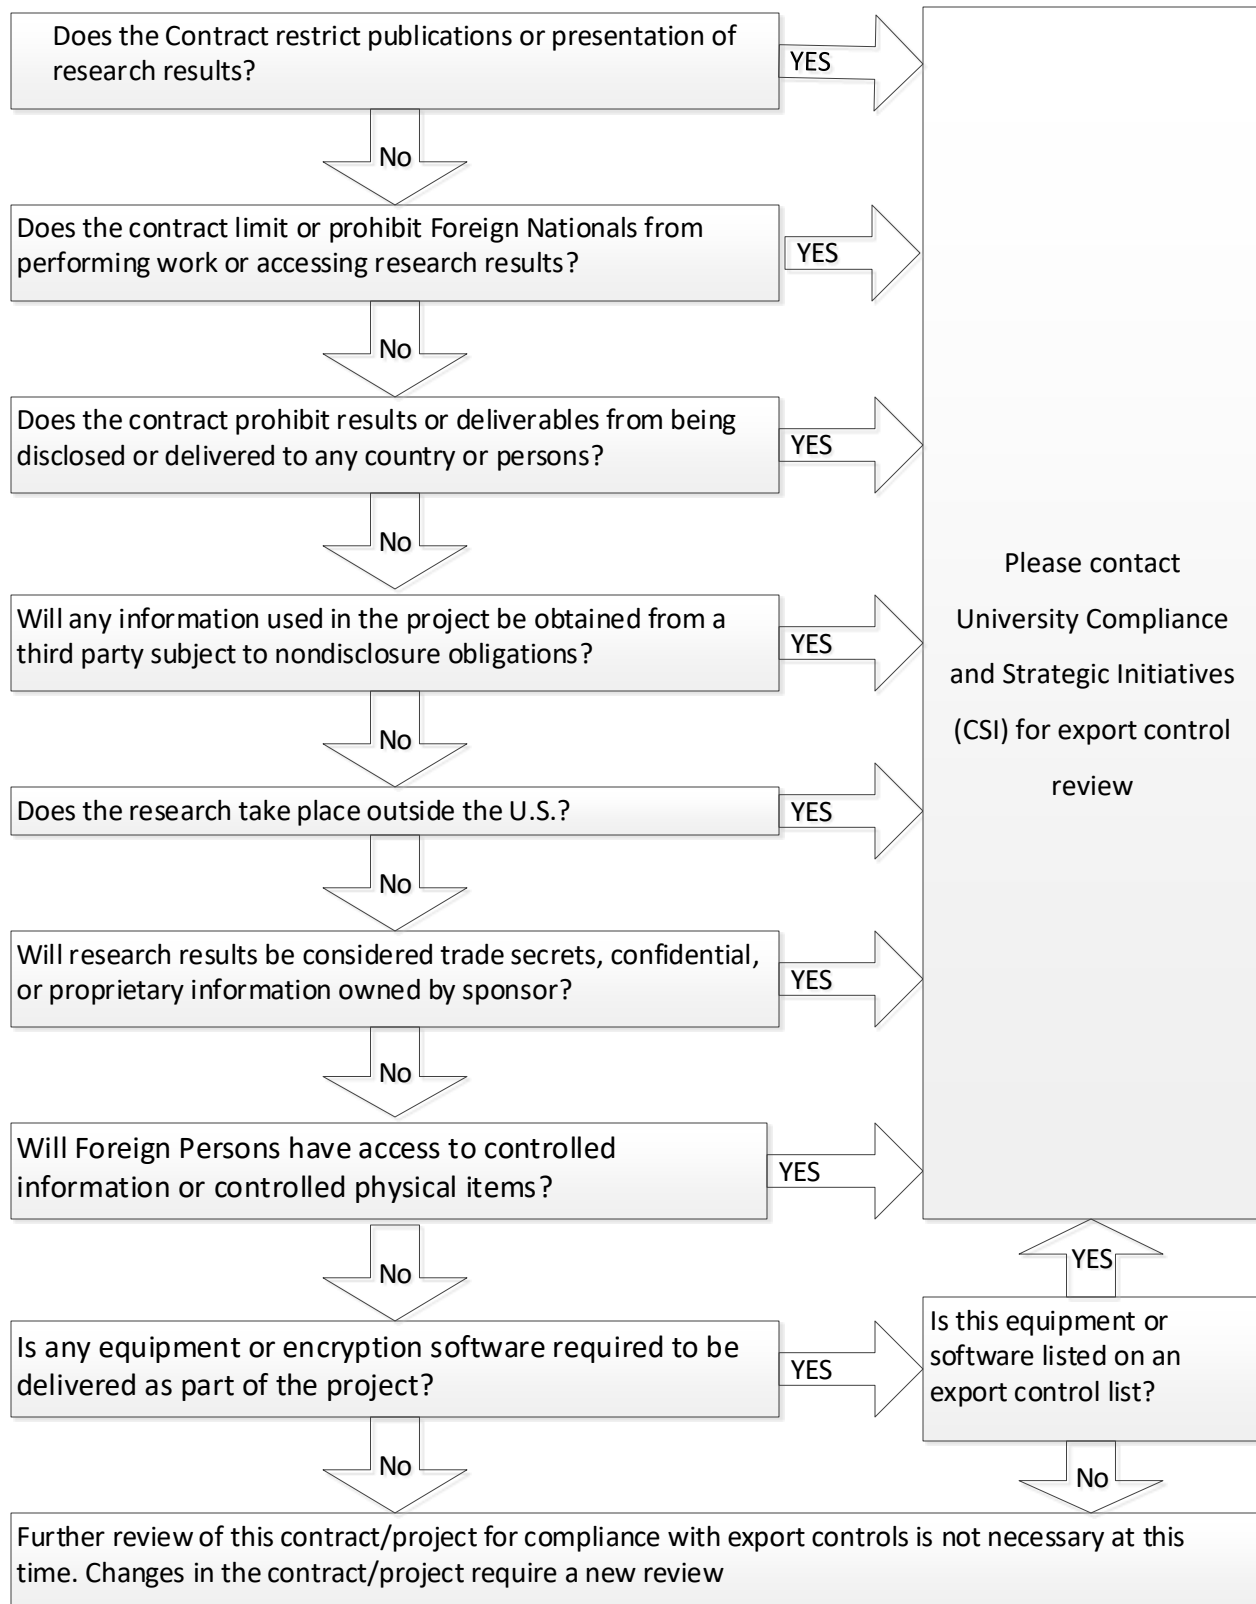 Does the Contract restrict publications or presentation of
research results?
YES
No
Does the contract limit or prohibit Foreign Nationals from
performing work or accessing research results?
YES
No
Does the contract prohibit results or deliverables from being
disclosed or delivered to any country or persons?
YES
No
Will any information used in the project be obtained from a
third party subject to nondisclosure obligations?
YES
No
Does the research take place outside the U.S.?
YES
No
Will research results be considered trade secrets, confidential,
or proprietary information owned by sponsor?
YES
No
Will Foreign Persons have access to controlled
information or controlled physical items?
YES
No
Is any equipment or encryption software required to be
delivered as part of the project?
YES
No
Please contact
University Compliance
and Strategic Initiatives
(CSI) for export control
review
YES
Is this equipment or
software listed on an
export control list?
No
Further review of this contract/project for compliance with export controls is not necessary at this
time. Changes in the contract/project require a new review